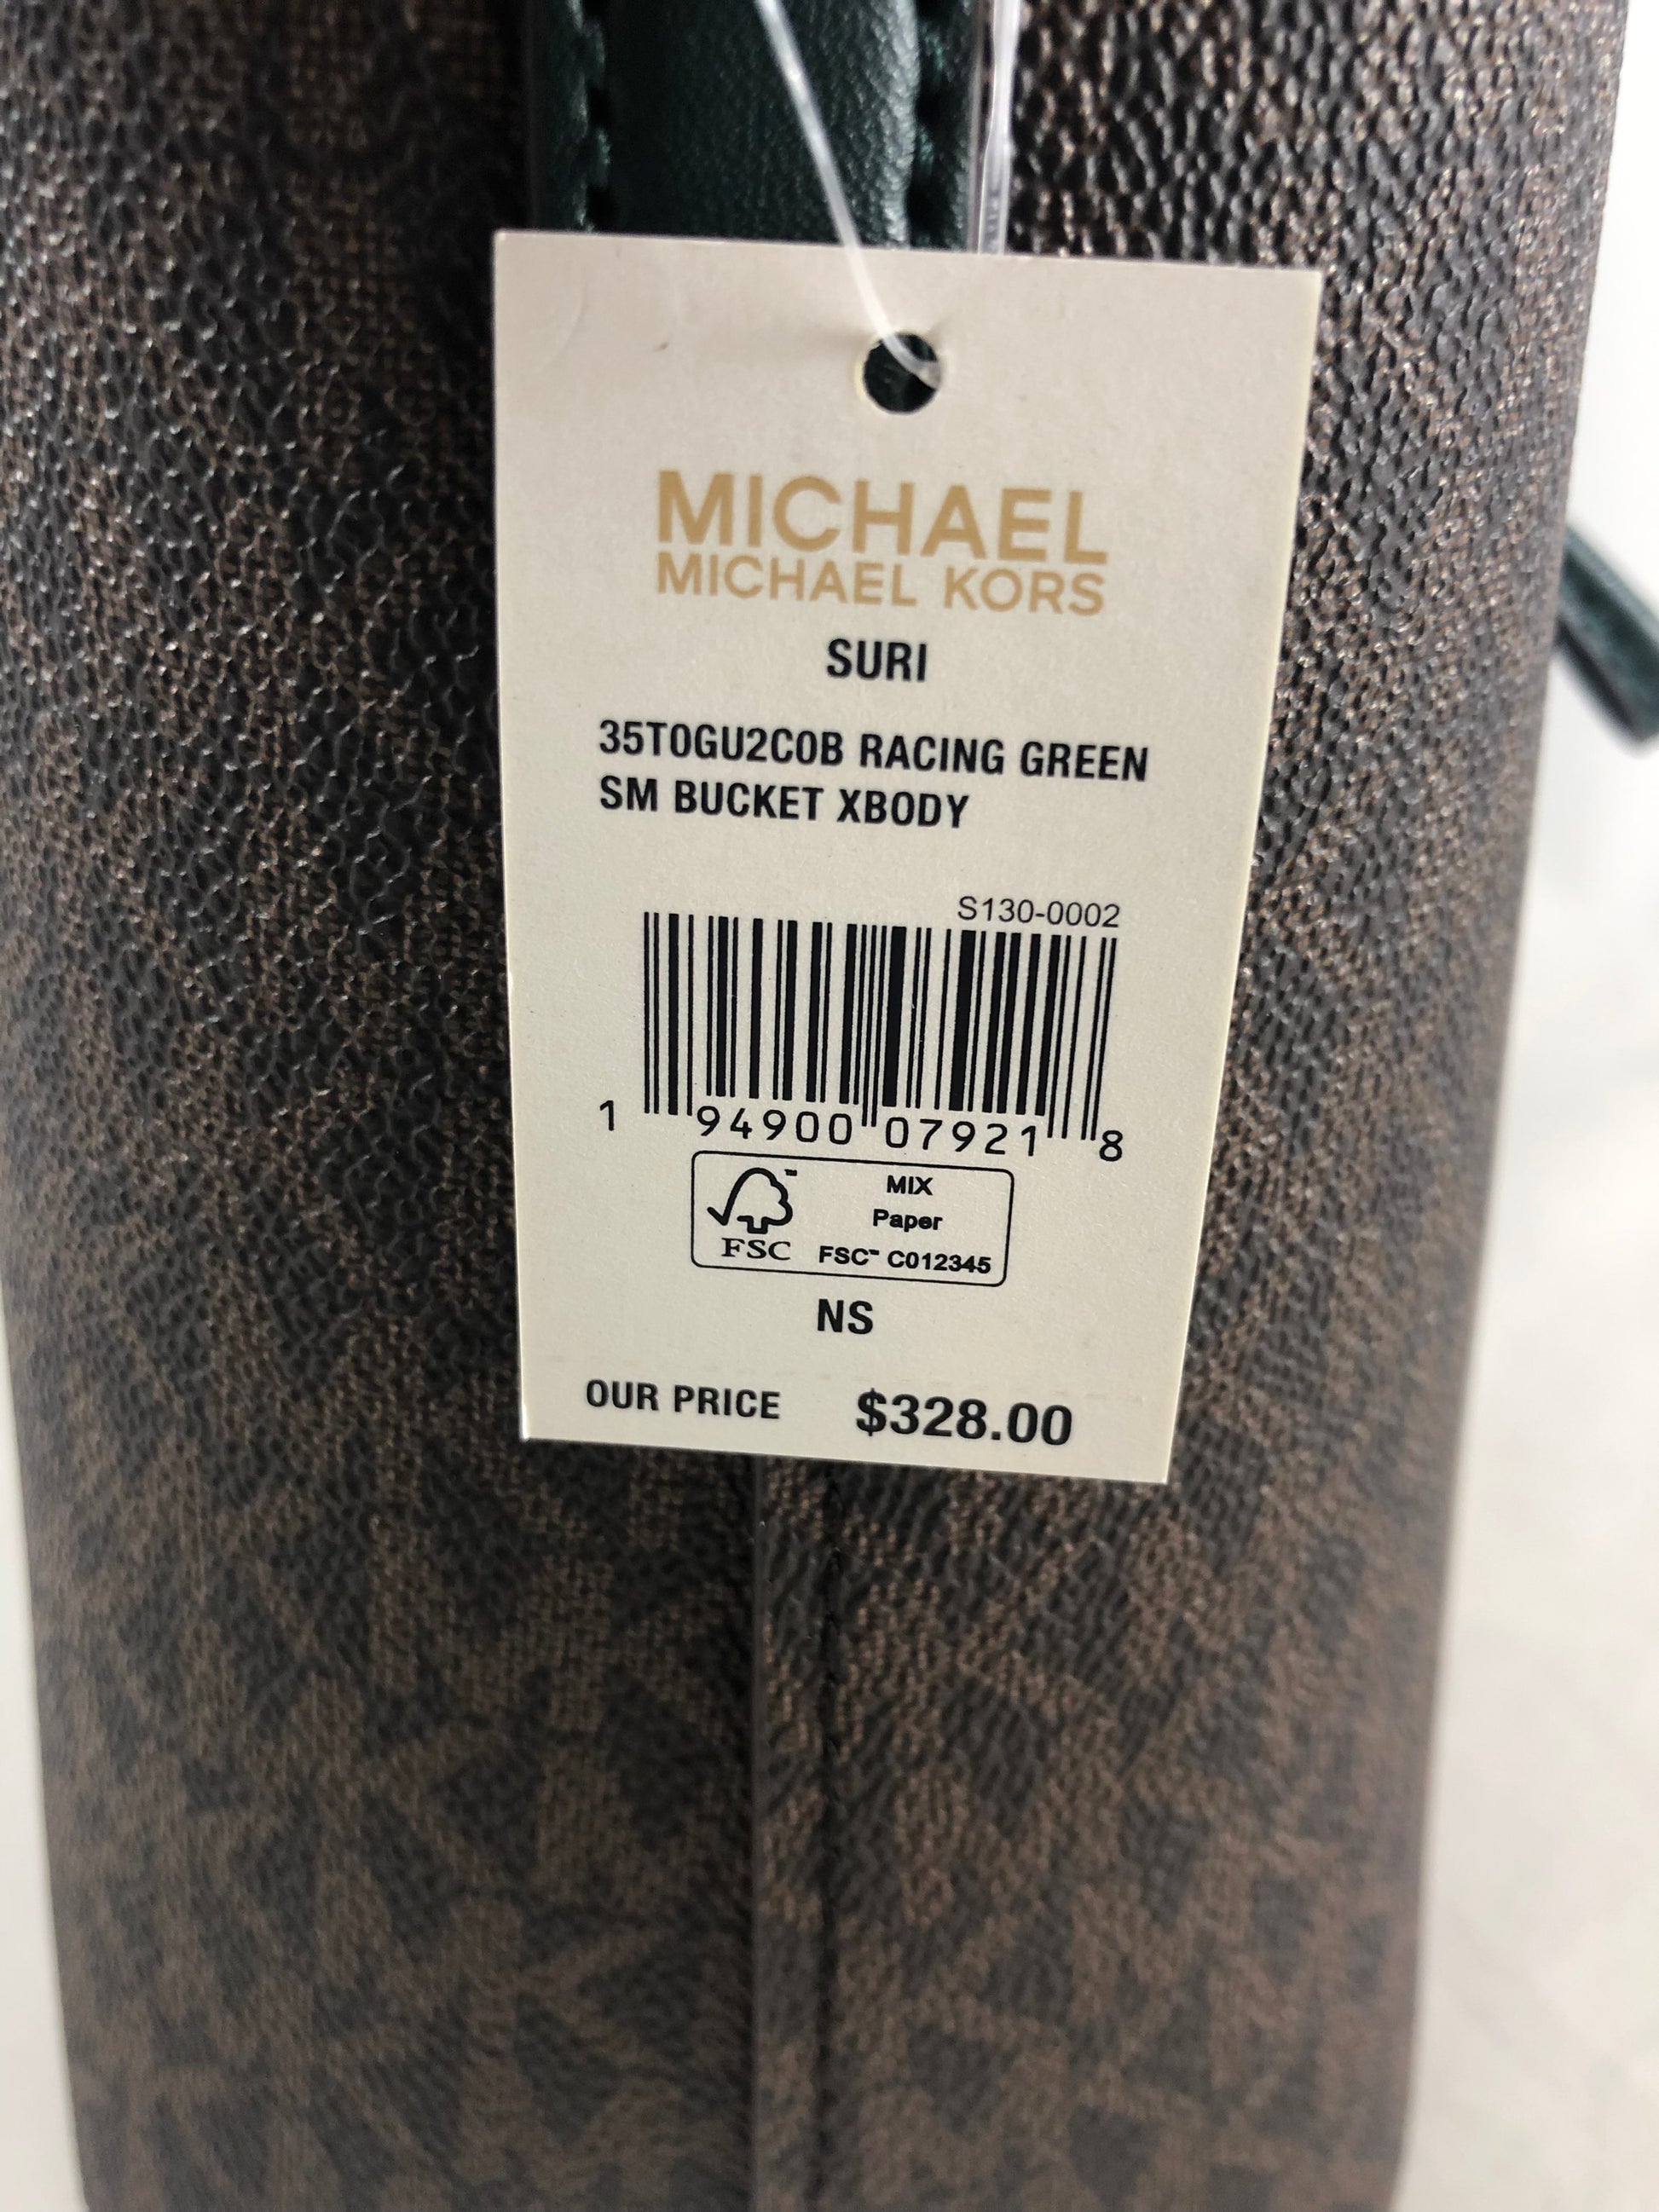 MICHAEL
MICHAEL KORS
SURI
35T0GU2C0B RACING GREEN
SM BUCKET XBODY
S130-0002
1 94900 07921 8
FSC
MIX
Paper
FSC™ C012345
NS
OUR PRICE $328.00